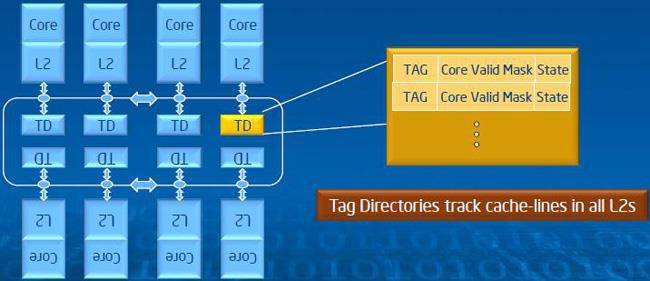 Core Core Core Core
L2 L2 L2 L2
TD TD TD TD
TD TD TD TD
L2 L2 L2 L2
Core Core Core Core
TAG Core Valid Mask State
TAG Core Valid Mask State
Tag Directories track cache-lines in all L2s